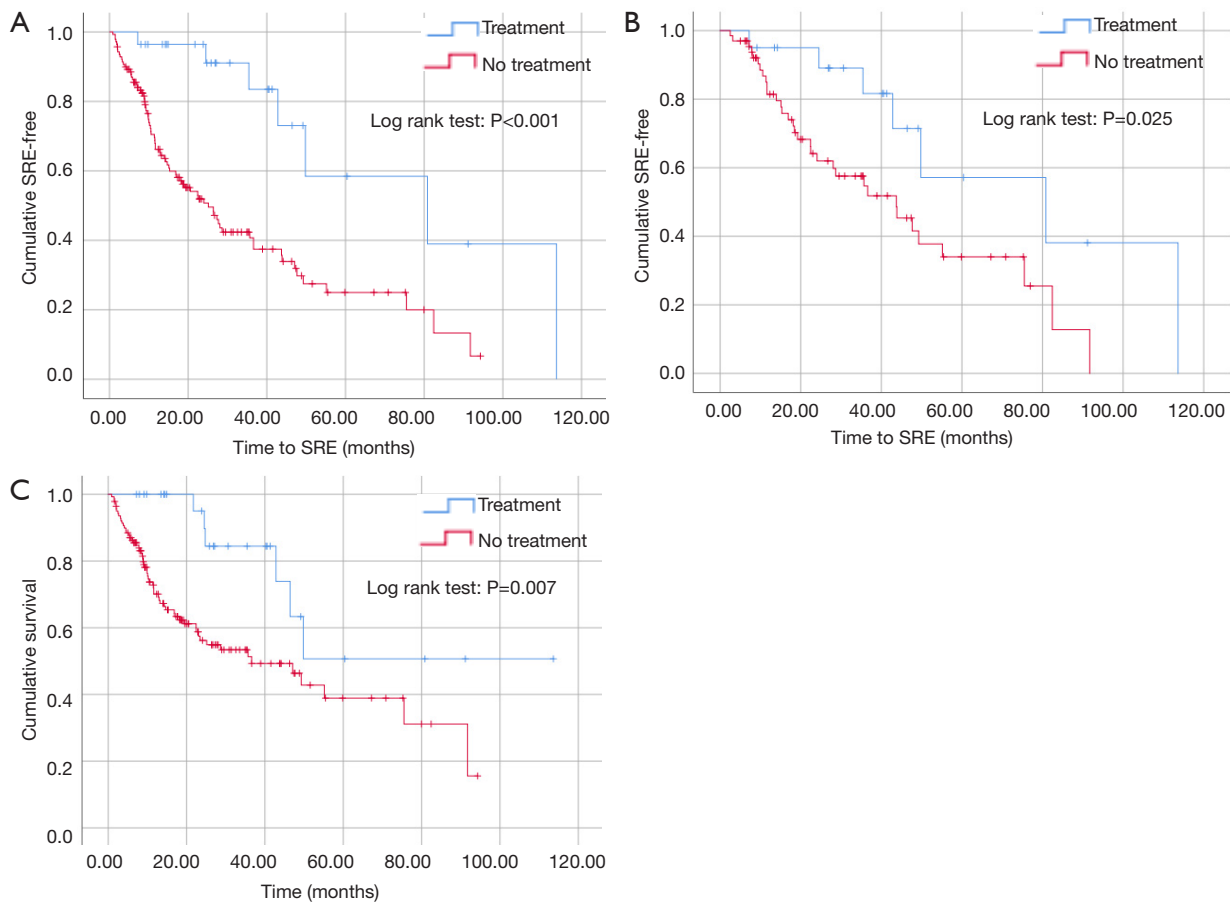 A
Treatment
No treatment
Log rank test: P<0.001
Cumulative SRE-free
1.0
0.8
0.6
0.4
0.2
0.0
0.00 20.00 40.00 60.00 80.00 100.00 120.00
Time to SRE (months)
B
Treatment
No treatment
Log rank test: P=0.025
Cumulative SRE-free
1.0
0.8
0.6
0.4
0.2
0.0
0.00 20.00 40.00 60.00 80.00 100.00 120.00
Time to SRE (months)
C
Treatment
No treatment
Log rank test: P=0.007
Cumulative survival
1.0
0.8
0.6
0.4
0.2
0.0
0.00 20.00 40.00 60.00 80.00 100.00 120.00
Time (months)